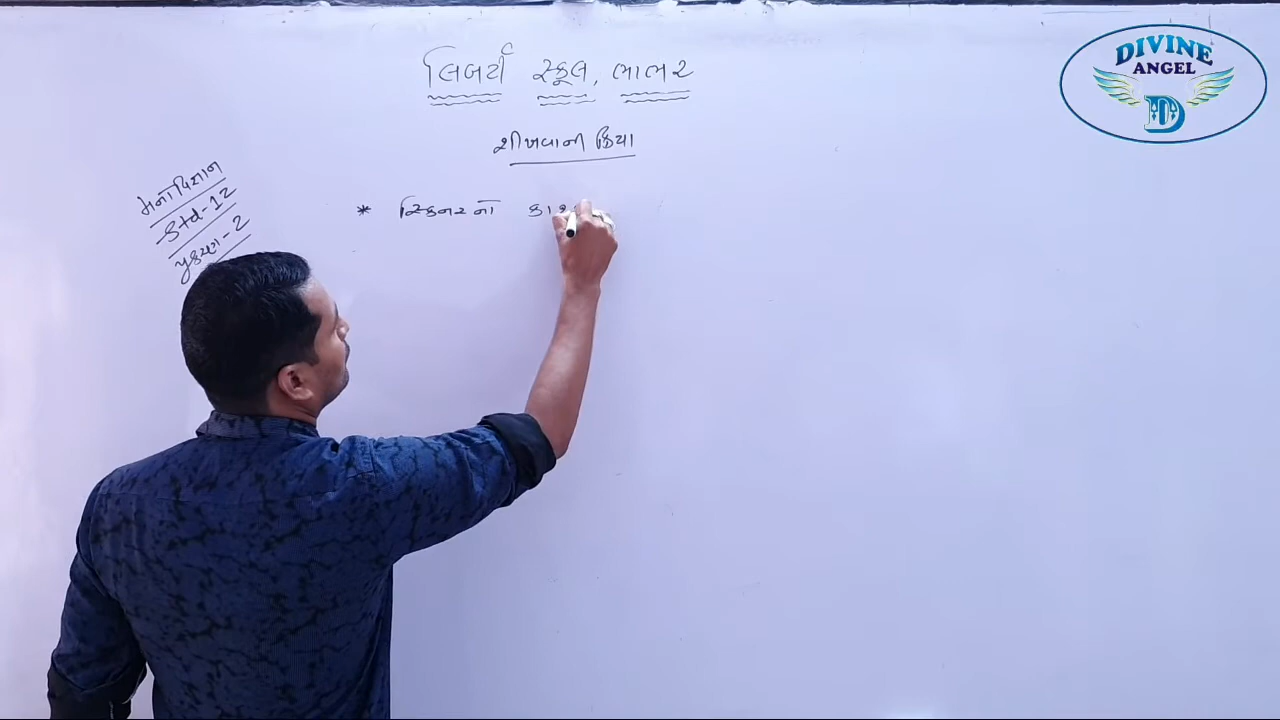 લિબર્ટી સ્કૂલ, લાલર
શીખવાની ક્રિયા
મનોવિજ્ઞાન
Std-12
પ્રકરણ-2
* સ્કિનરના
DIVINE
ANGEL
D